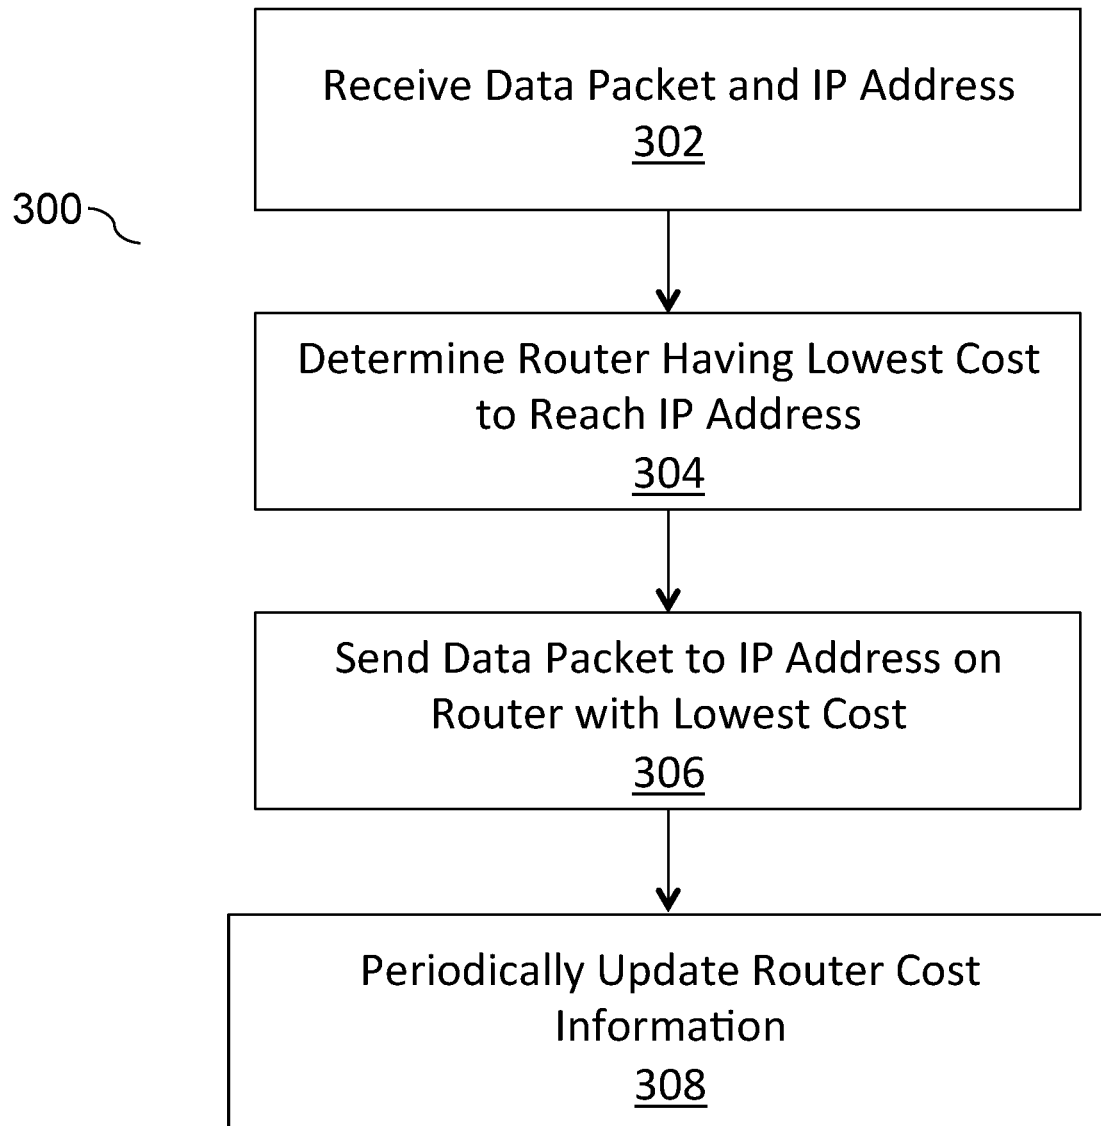 Receive Data Packet and IP Address
302
300
Determine Router Having Lowest Cost
to Reach IP Address
304
Send Data Packet to IP Address on
Router with Lowest Cost
306
Periodically Update Router Cost
Information
308